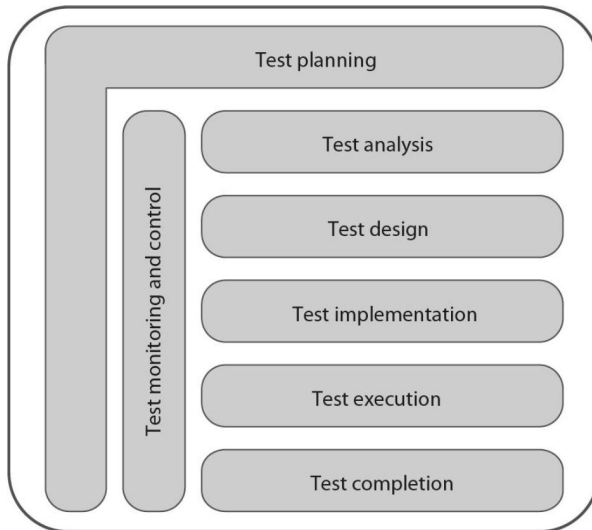 Test planning
Test monitoring and control
Test analysis
Test design
Test implementation
Test execution
Test completion